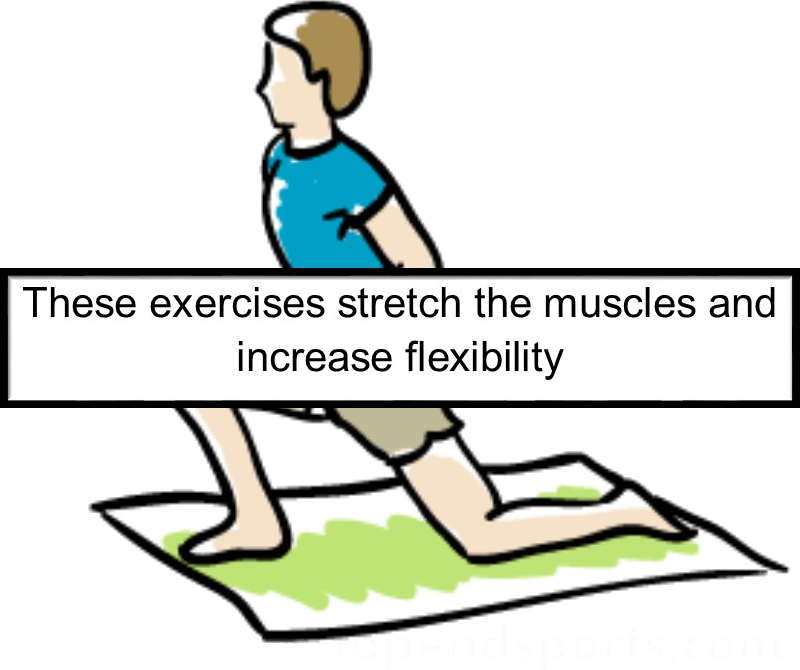 These exercises stretch the muscles and
increase flexibility